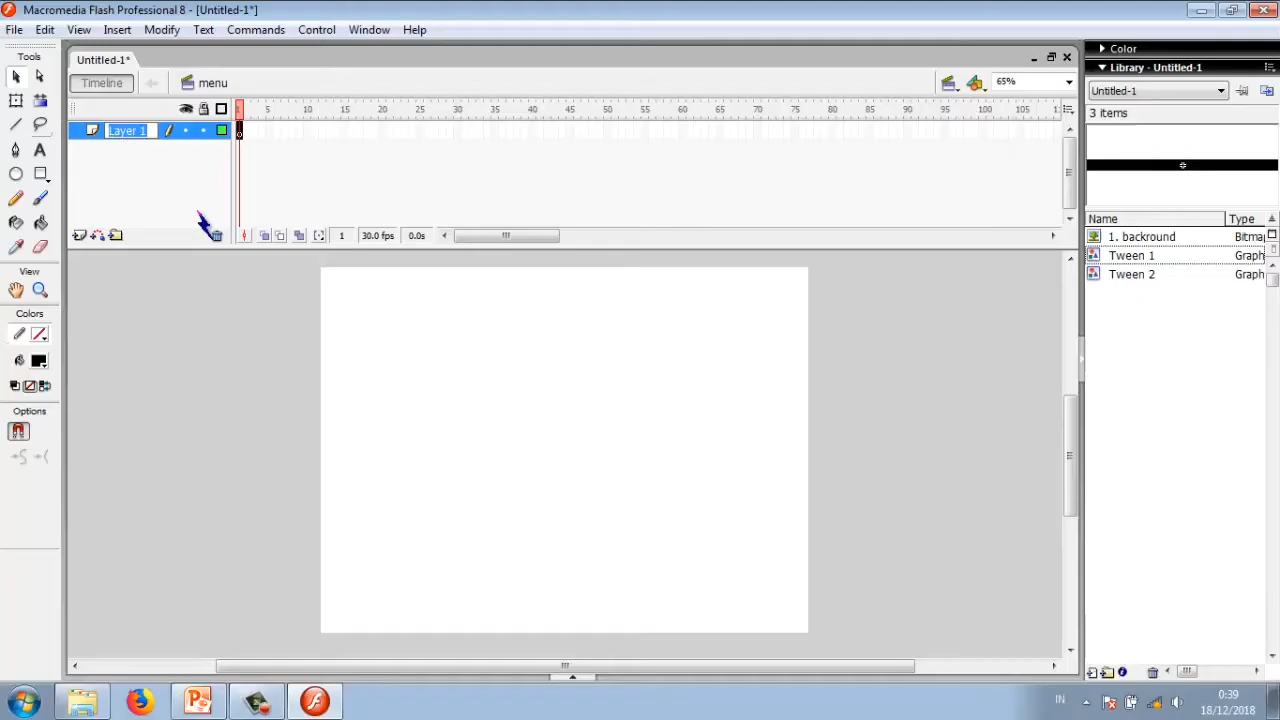 Macromedia Flash Professional 8 - [Untitled-1*]
File Edit View Insert Modify Text Commands Control Window Help
Tools
Untitled-1*
Timeline
menu
65%
5 10 15 20 25 30 35 40 45 50 55 60 65 70 75 80 85 90 95 100 105
Layer 1
1 30.0 fps 0.0s
View
Colors
Options
Color
Library - Untitled-1
Untitled-1
3 items
Name Type
1. backround Bitma
Tween 1 Graph
Tween 2 Graph
IN
0:39
18/12/2018